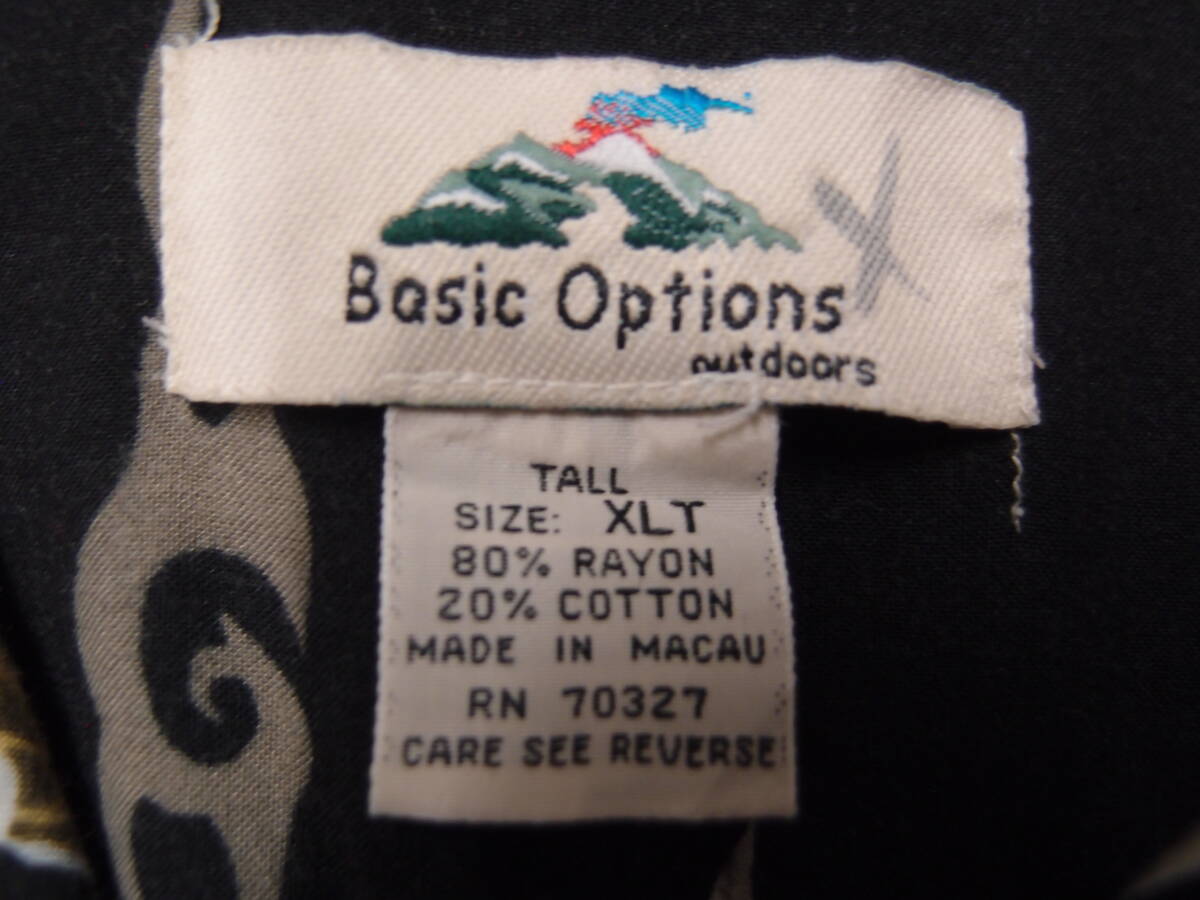 Basic Options
outdoors
TALL
SIZE: XLT
80% RAYON
20% COTTON
MADE IN MACAU
RN 70327
CARE SEE REVERSE